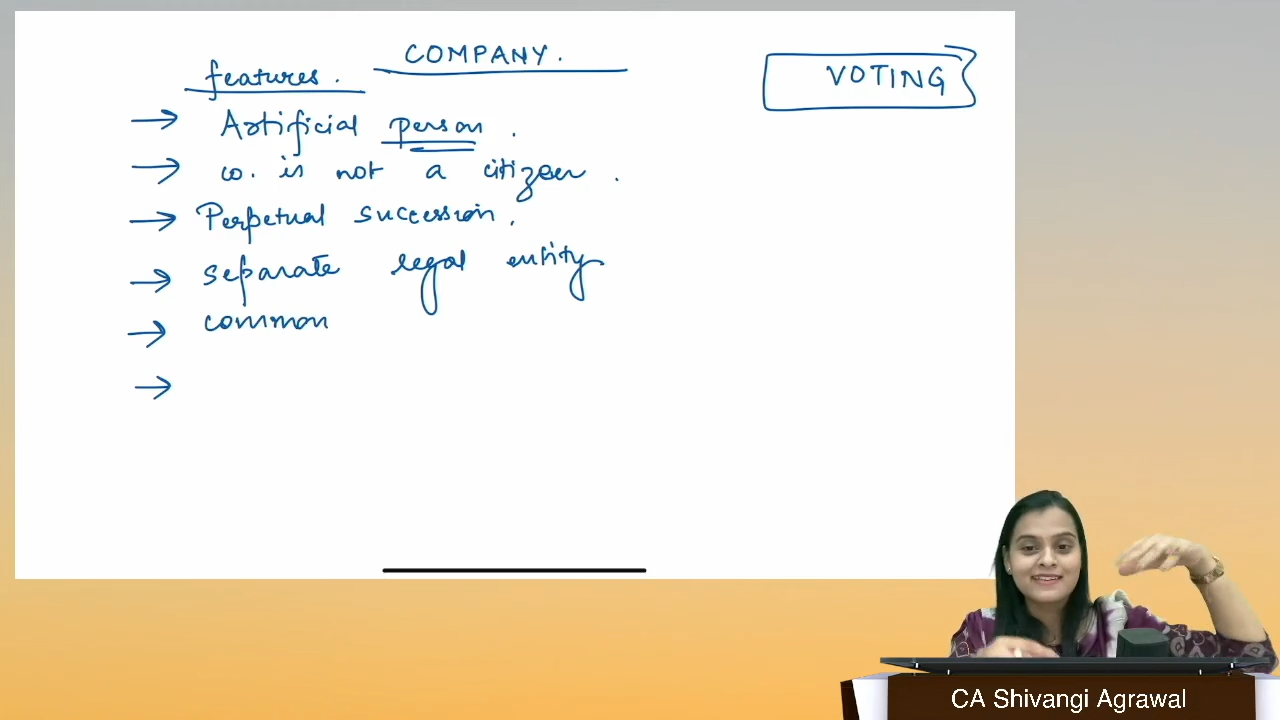 COMPANY.
features.
VOTING
→ Artificial person.
→ co. is not a citizen.
→ Perpetual succession.
→ separate legal entity
→ common
→
CA Shivangi Agrawal